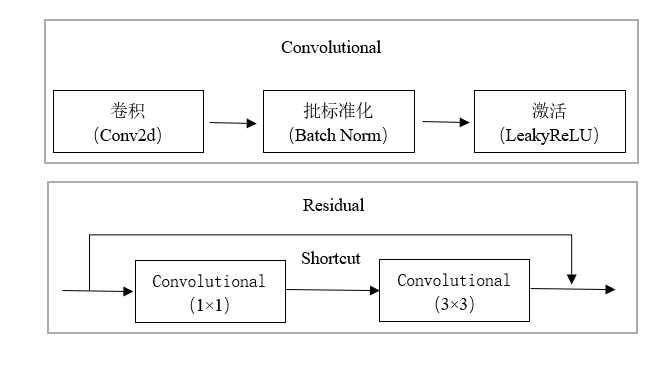 Convolutional
卷积
（Conv2d）
批标准化
（Batch Norm）
激活
（LeakyReLU）
Residual
Shortcut
Convolutional
（1×1）
Convolutional
（3×3）